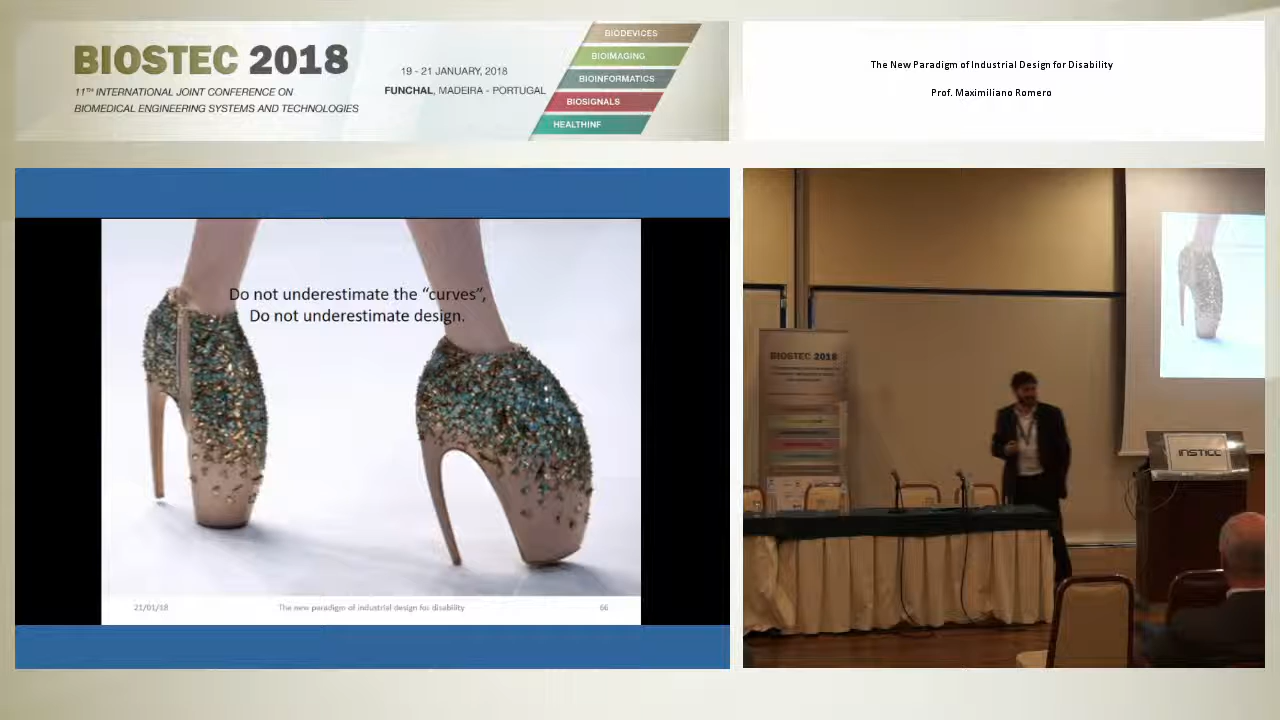 BIOSTEC 2018
11TH INTERNATIONAL JOINT CONFERENCE ON
BIOMEDICAL ENGINEERING SYSTEMS AND TECHNOLOGIES
19 - 21 JANUARY, 2018
FUNCHAL, MADEIRA - PORTUGAL
BIODEVICES
BIOIMAGING
BIOINFORMATICS
BIOSIGNALS
HEALTHINF
The New Paradigm of Industrial Design for Disability
Prof. Maximiliano Romero
Do not underestimate the “curves”,
Do not underestimate design.
21/01/18
The new paradigm of industrial design for disability
66
BIOSTEC 2018
INSTICC